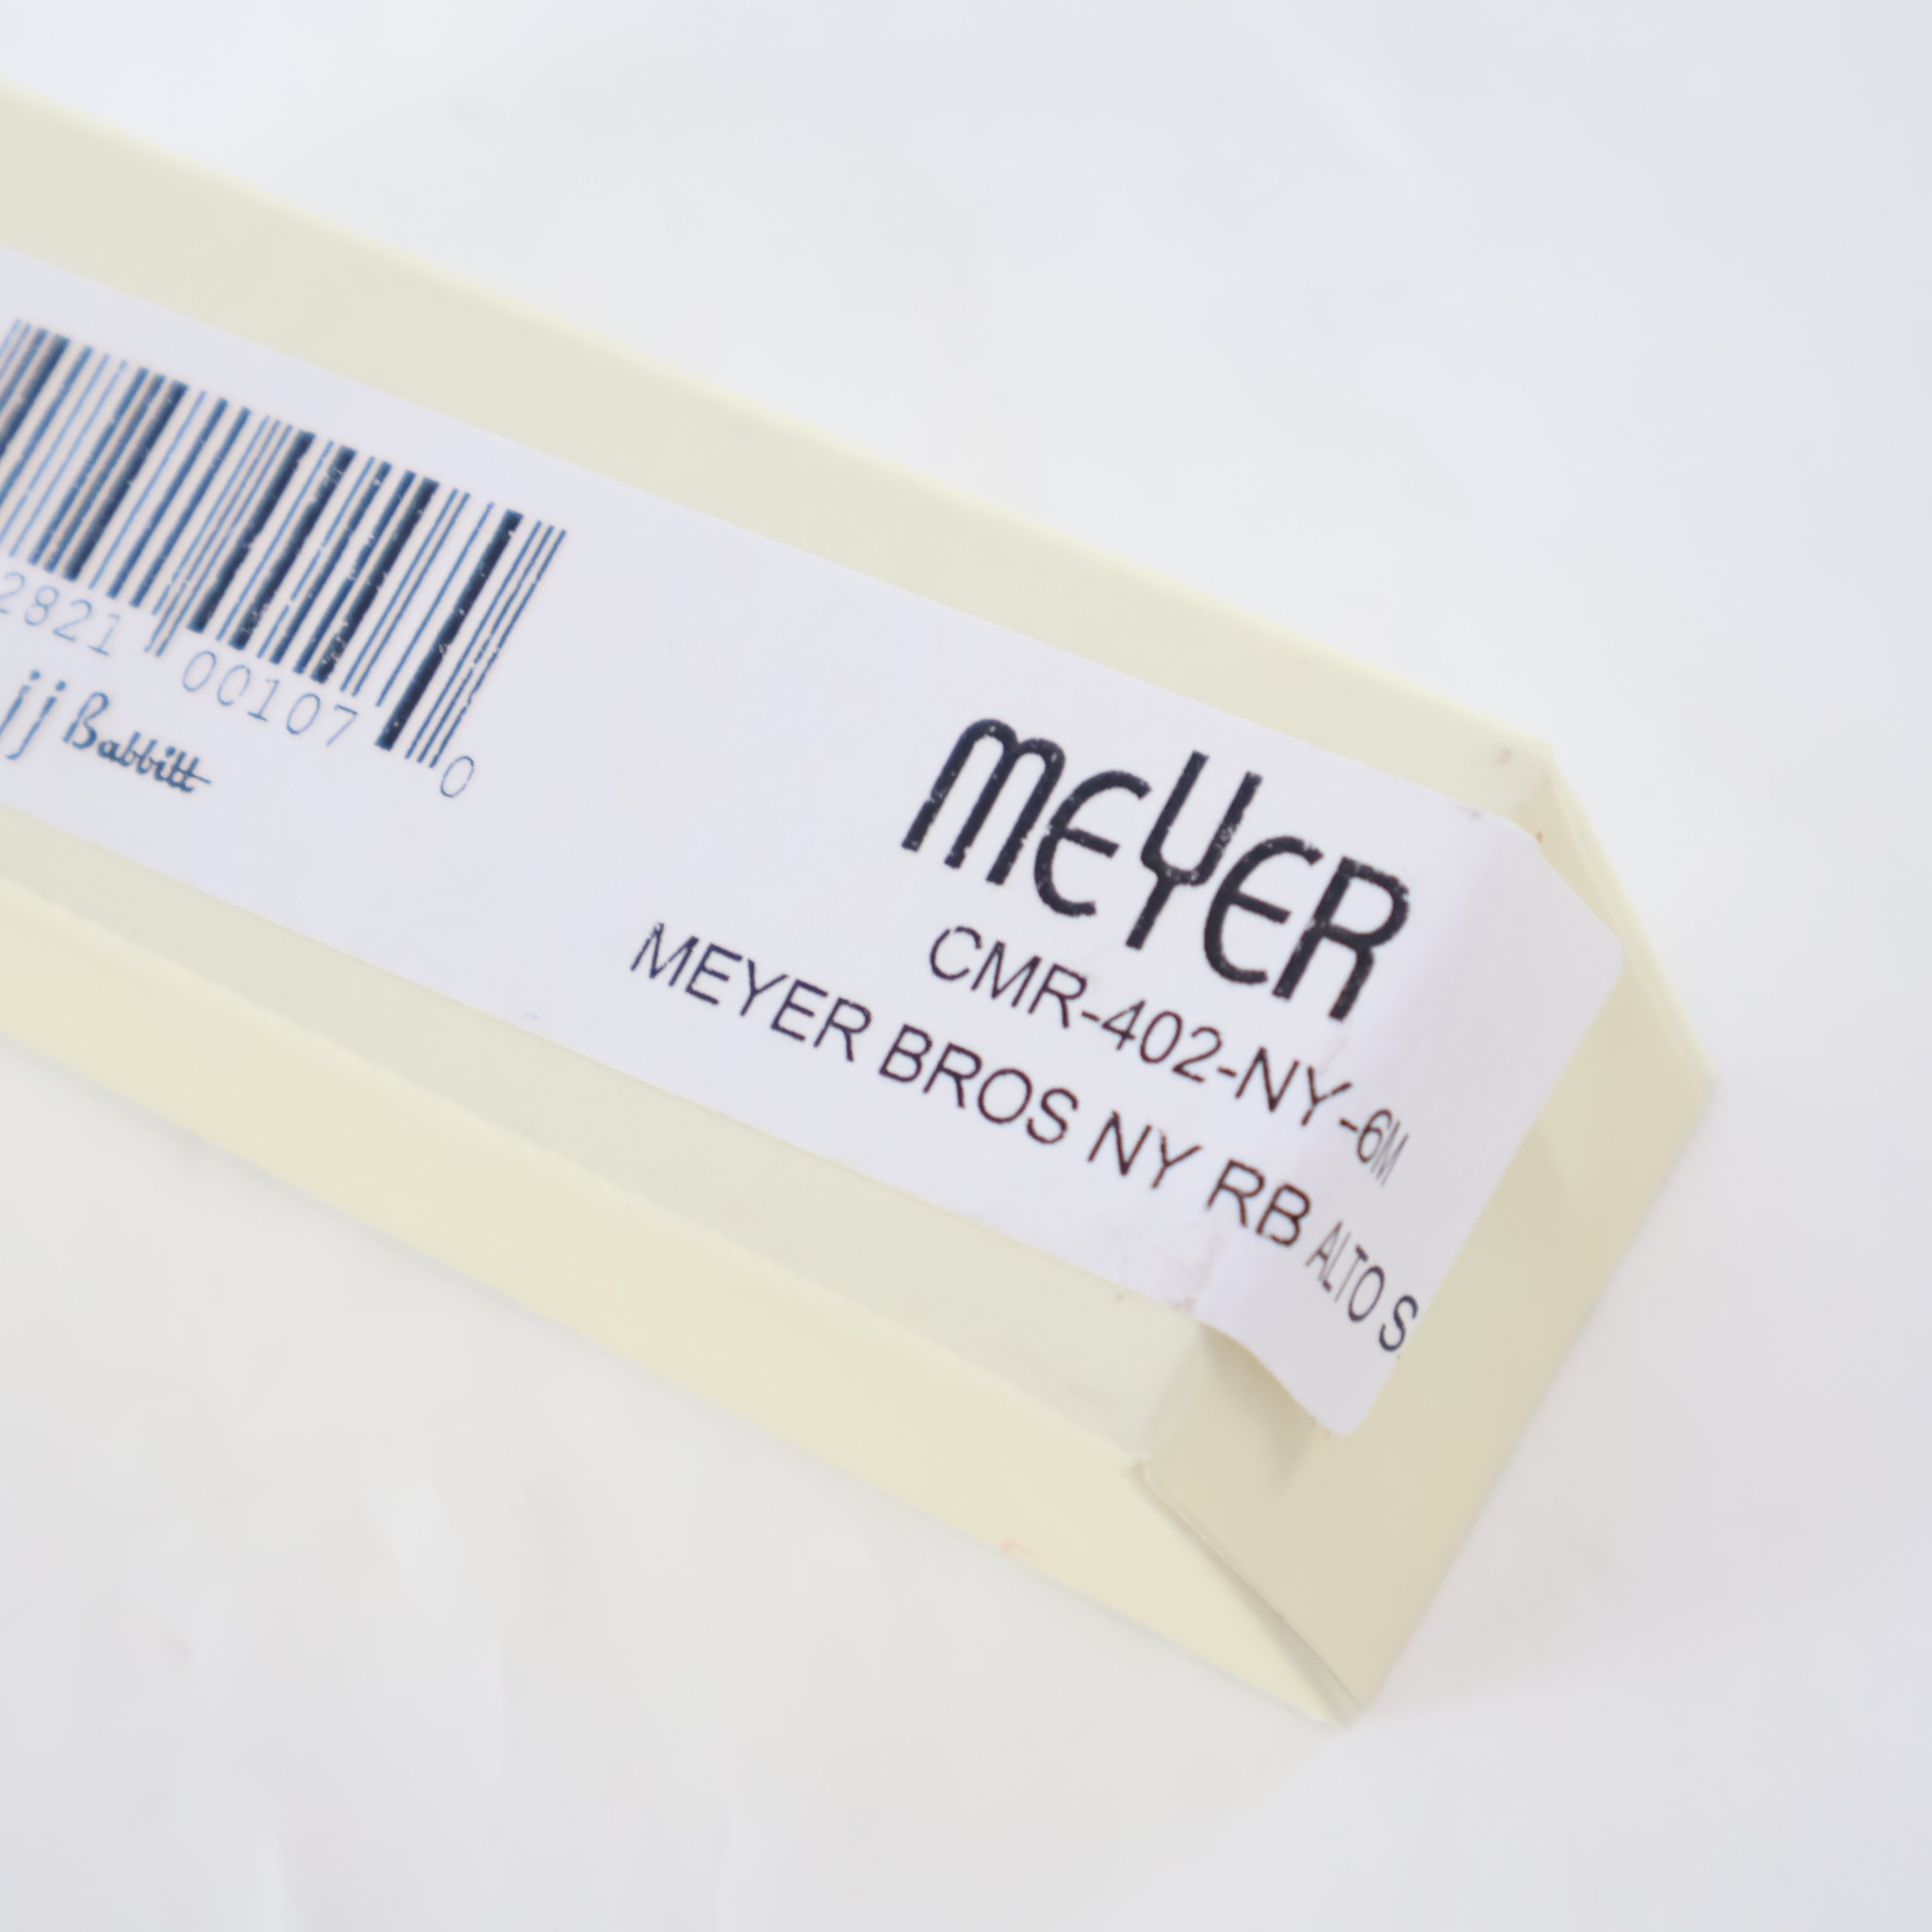 2821 00107 0
jj Babbitt
MEYER
CMR-402-NY-6M
MEYER BROS NY RB ALTO S.